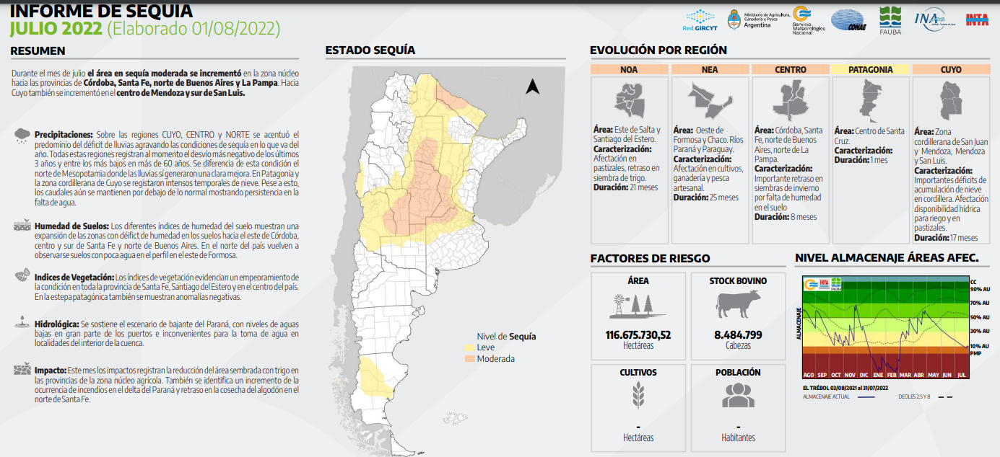 INFORME DE SEQUÍA
JULIO 2022 (Elaborado 01/08/2022)
Red GIRCYT
Ministerio de Agricultura,
Ganadería y Pesca
Argentina
Servicio
Meteorológico
Nacional
CONAE
FAUBA
INA
INTA
RESUMEN
Durante el mes de julio el área en sequía moderada se incrementó en la zona núcleo
hacia las provincias de Córdoba, Santa Fe, norte de Buenos Aires y La Pampa. Hacia
Cuyo también se incrementó en el centro de Mendoza y sur de San Luis.
Precipitaciones: Sobre las regiones CUYO, CENTRO y NORTE se acentuó el
predominio del déficit de lluvias agravando las condiciones de sequía en lo que va del
año. Todas estas regiones registran al momento el desvío más negativo de los últimos
3 años y entre los más bajos en más de 60 años. Se diferencia de esta condición el
norte de Mesopotamia donde las lluvias sí generaron una clara mejora. En Patagonia y
la zona cordillerana de Cuyo se registaron intensos temporales de nieve. Pese a esto,
los caudales aún se mantienen por debajo de lo normal mostrando persistencia en la
falta de agua.
Humedad de Suelos: Los diferentes índices de humedad del suelo muestran una
expansión de las zonas con déficit de humedad en los suelos hacia el este de Córdoba,
centro y sur de Santa Fe y norte de Buenos Aires. En el norte del país vuelven a
observarse suelos con poca agua en el perfil en el este de Formosa.
Indices de Vegetación: Los índices de vegetación evidencian un empeoramiento de
la condición en toda la provincia de Santa Fe, Santiago del Estero y en el centro del país.
En la estepa patagónica también se muestran anomalías negativas.
Hidrológica: Se sostiene el escenario de bajante del Paraná, con niveles de aguas
bajas en gran parte de los puertos e inconvenientes para la toma de agua en
localidades del interior de la cuenca.
Impacto: Este mes los impactos registran la reducción del área sembrada con trigo en
las provincias de la zona núcleo agrícola. También se identifica un incremento de la
ocurrencia de incendios en el delta del Paraná y retraso en la cosecha del algodón en el
norte de Santa Fe.
ESTADO SEQUÍA
Nivel de Sequía
Leve
Moderada
EVOLUCIÓN POR REGIÓN
NOA
Área: Este de Salta y
Santiago del Estero.
Caracterización:
Afectación en
pastizales, retraso en
siembra de trigo.
Duración: 21 meses
NEA
Área: Oeste de
Formosa y Chaco. Ríos
Paraná y Paraguay.
Caracterización:
Afectación en cultivos,
ganadería y pesca
artesanal.
Duración: 25 meses
CENTRO
Área: Córdoba, Santa
Fe, norte de Buenos
Aires, norte de La
Pampa.
Caracterización:
Importante retraso en
siembras de invierno
por falta de humedad
en el suelo
Duración: 8 meses
PATAGONIA
Área: Centro de Santa
Cruz.
Caracterización:
Duración: 1 mes
CUYO
Área: Zona
cordillerana de San Juan
y Mendoza, Mendoza
y San Luis.
Caracterización:
Importantes déficits de
acumulación de nieve
en cordillera. Afectación
disponibilidad hídrica
para riego y en
pastizales.
Duración: 17 meses
FACTORES DE RIESGO
ÁREA
116.675.730,52
Hectáreas
STOCK BOVINO
8.484.799
Cabezas
CULTIVOS
-
Hectáreas
POBLACIÓN
-
Habitantes
NIVEL ALMACENAJE ÁREAS AFEC.
INTA
FAUBA
ALMACENAJE
CC
90% AU
70% AU
50% AU
30% AU
10% AU
PMP
AGO SEP OCT NOV DIC ENE FEB MAR ABR MAY JUN JUL
EL TRÉBOL 03/08/2021 al 31/07/2022
ALMACENAJE ACTUAL
DECILES 2,5 Y 8